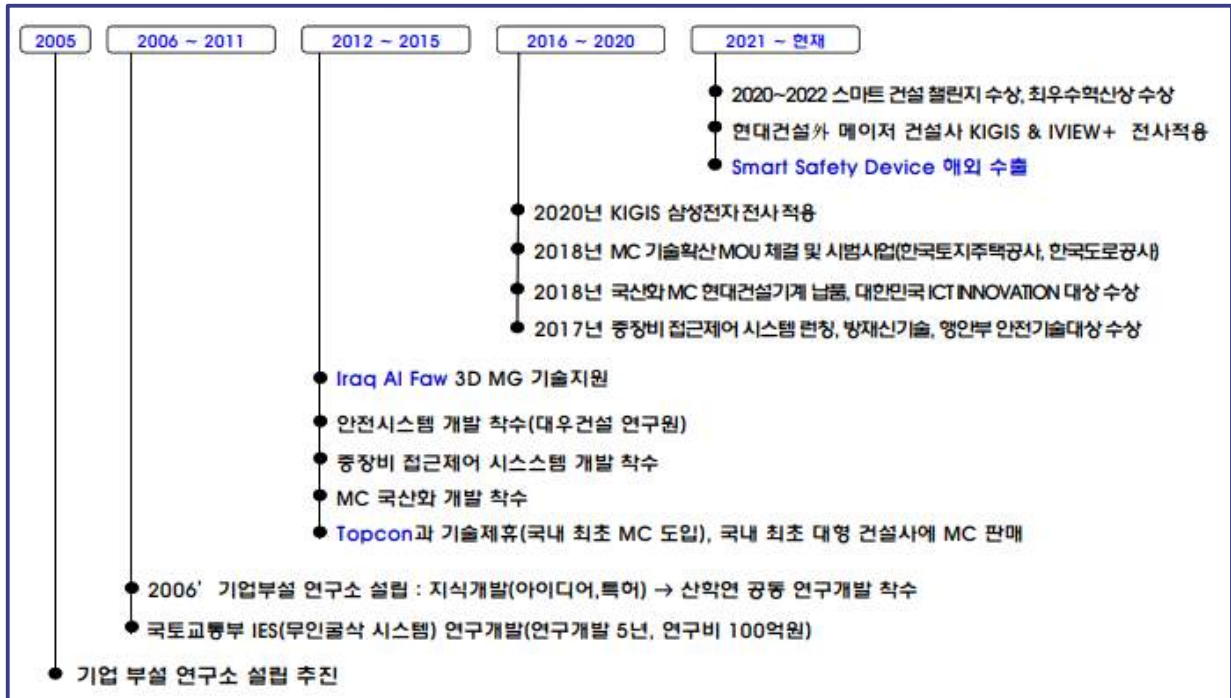 2005
2006 ~ 2011
2012 ~ 2015
2016 ~ 2020
2021 ~ 현재
2020~2022 스마트 건설 챌린지 수상, 최우수혁신상 수상
현대건설外 메이저 건설사 KIGIS & IVIEW+ 전사적용
Smart Safety Device 해외 수출
2020년 KIGIS 삼성전자 전사 적용
2018년 MC 기술확산 MOU 체결 및 시범사업(한국토지주택공사, 한국도로공사)
2018년 국산화 MC 현대건설기계 납품, 대한민국 ICT INNOVATION 대상 수상
2017년 중장비 접근제어 시스템 런칭, 방재신기술, 행안부 안전기술대상 수상
Iraq Al Faw 3D MG 기술지원
안전시스템 개발 착수(대우건설 연구원)
중장비 접근제어 시스스템 개발 착수
MC 국산화 개발 착수
Topcon과 기술제휴(국내 최초 MC 도입), 국내 최초 대형 건설사에 MC 판매
2006’ 기업부설 연구소 설립 : 지식개발(아이디어,특허) → 산학연 공동 연구개발 착수
국토교통부 IES(무인굴삭 시스템) 연구개발(연구개발 5년, 연구비 100억원)
기업 부설 연구소 설립 추진